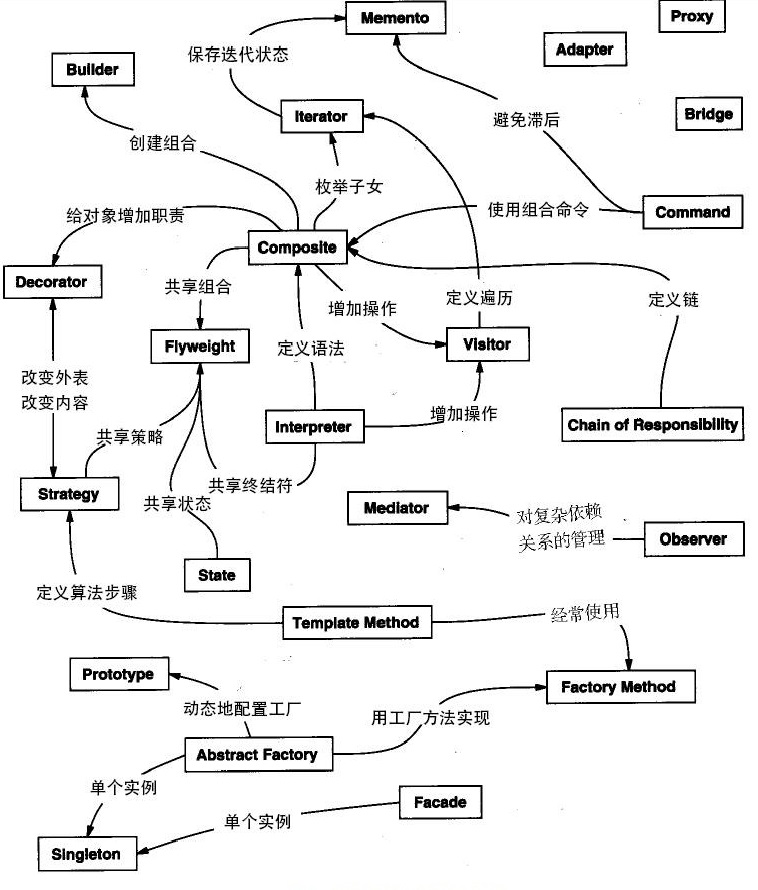 Memento
Proxy
保存迭代状态
Adapter
Builder
Iterator
Bridge
避免滞后
创建组合
枚举子女
给对象增加职责
使用组合命令
Command
Composite
Decorator
共享组合
增加操作
定义遍历
定义链
Flyweight
定义语法
Visitor
改变外表
改变内容
增加操作
Interpreter
Chain of Responsibility
共享策略
共享终结符
Strategy
共享状态
Mediator
对复杂依赖
关系的管理
Observer
State
定义算法步骤
Template Method
经常使用
Prototype
Factory Method
动态地配置工厂
用工厂方法实现
Abstract Factory
单个实例
Facade
单个实例
Singleton